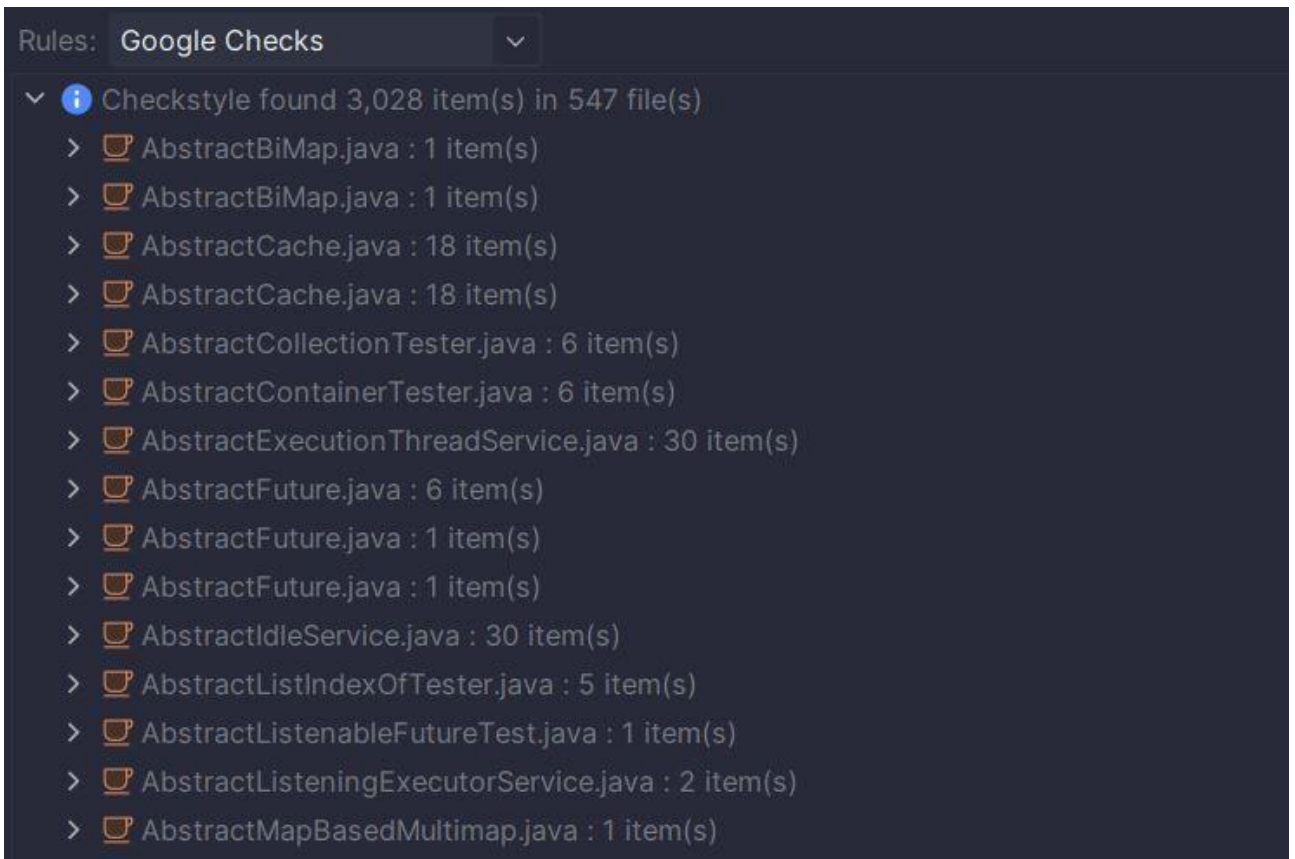 Rules: Google Checks
Checkstyle found 3,028 item(s) in 547 file(s)
AbstractBiMap.java : 1 item(s)
AbstractBiMap.java : 1 item(s)
AbstractCache.java : 18 item(s)
AbstractCache.java : 18 item(s)
AbstractCollectionTester.java : 6 item(s)
AbstractContainerTester.java : 6 item(s)
AbstractExecutionThreadService.java : 30 item(s)
AbstractFuture.java : 6 item(s)
AbstractFuture.java : 1 item(s)
AbstractFuture.java : 1 item(s)
AbstractIdleService.java : 30 item(s)
AbstractListIndexOfTester.java : 5 item(s)
AbstractListenableFutureTest.java : 1 item(s)
AbstractListeningExecutorService.java : 2 item(s)
AbstractMapBasedMultimap.java : 1 item(s)